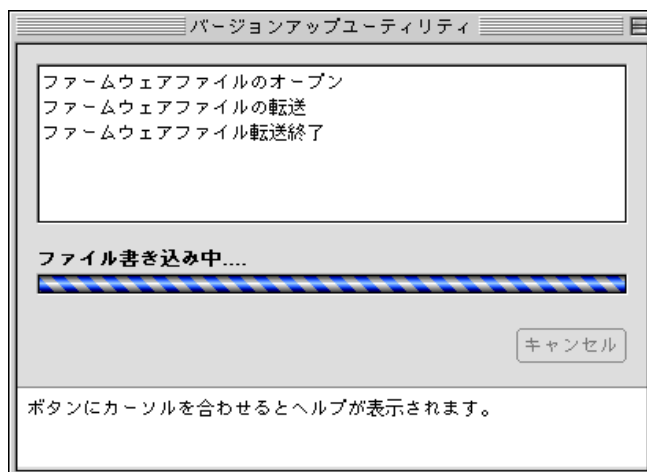 バージョンアップユーティリティ
ファームウェアファイルのオープン
ファームウェアファイルの転送
ファームウェアファイル転送終了
ファイル書き込み中....
キャンセル
ボタンにカーソルを合わせるとヘルプが表示されます。